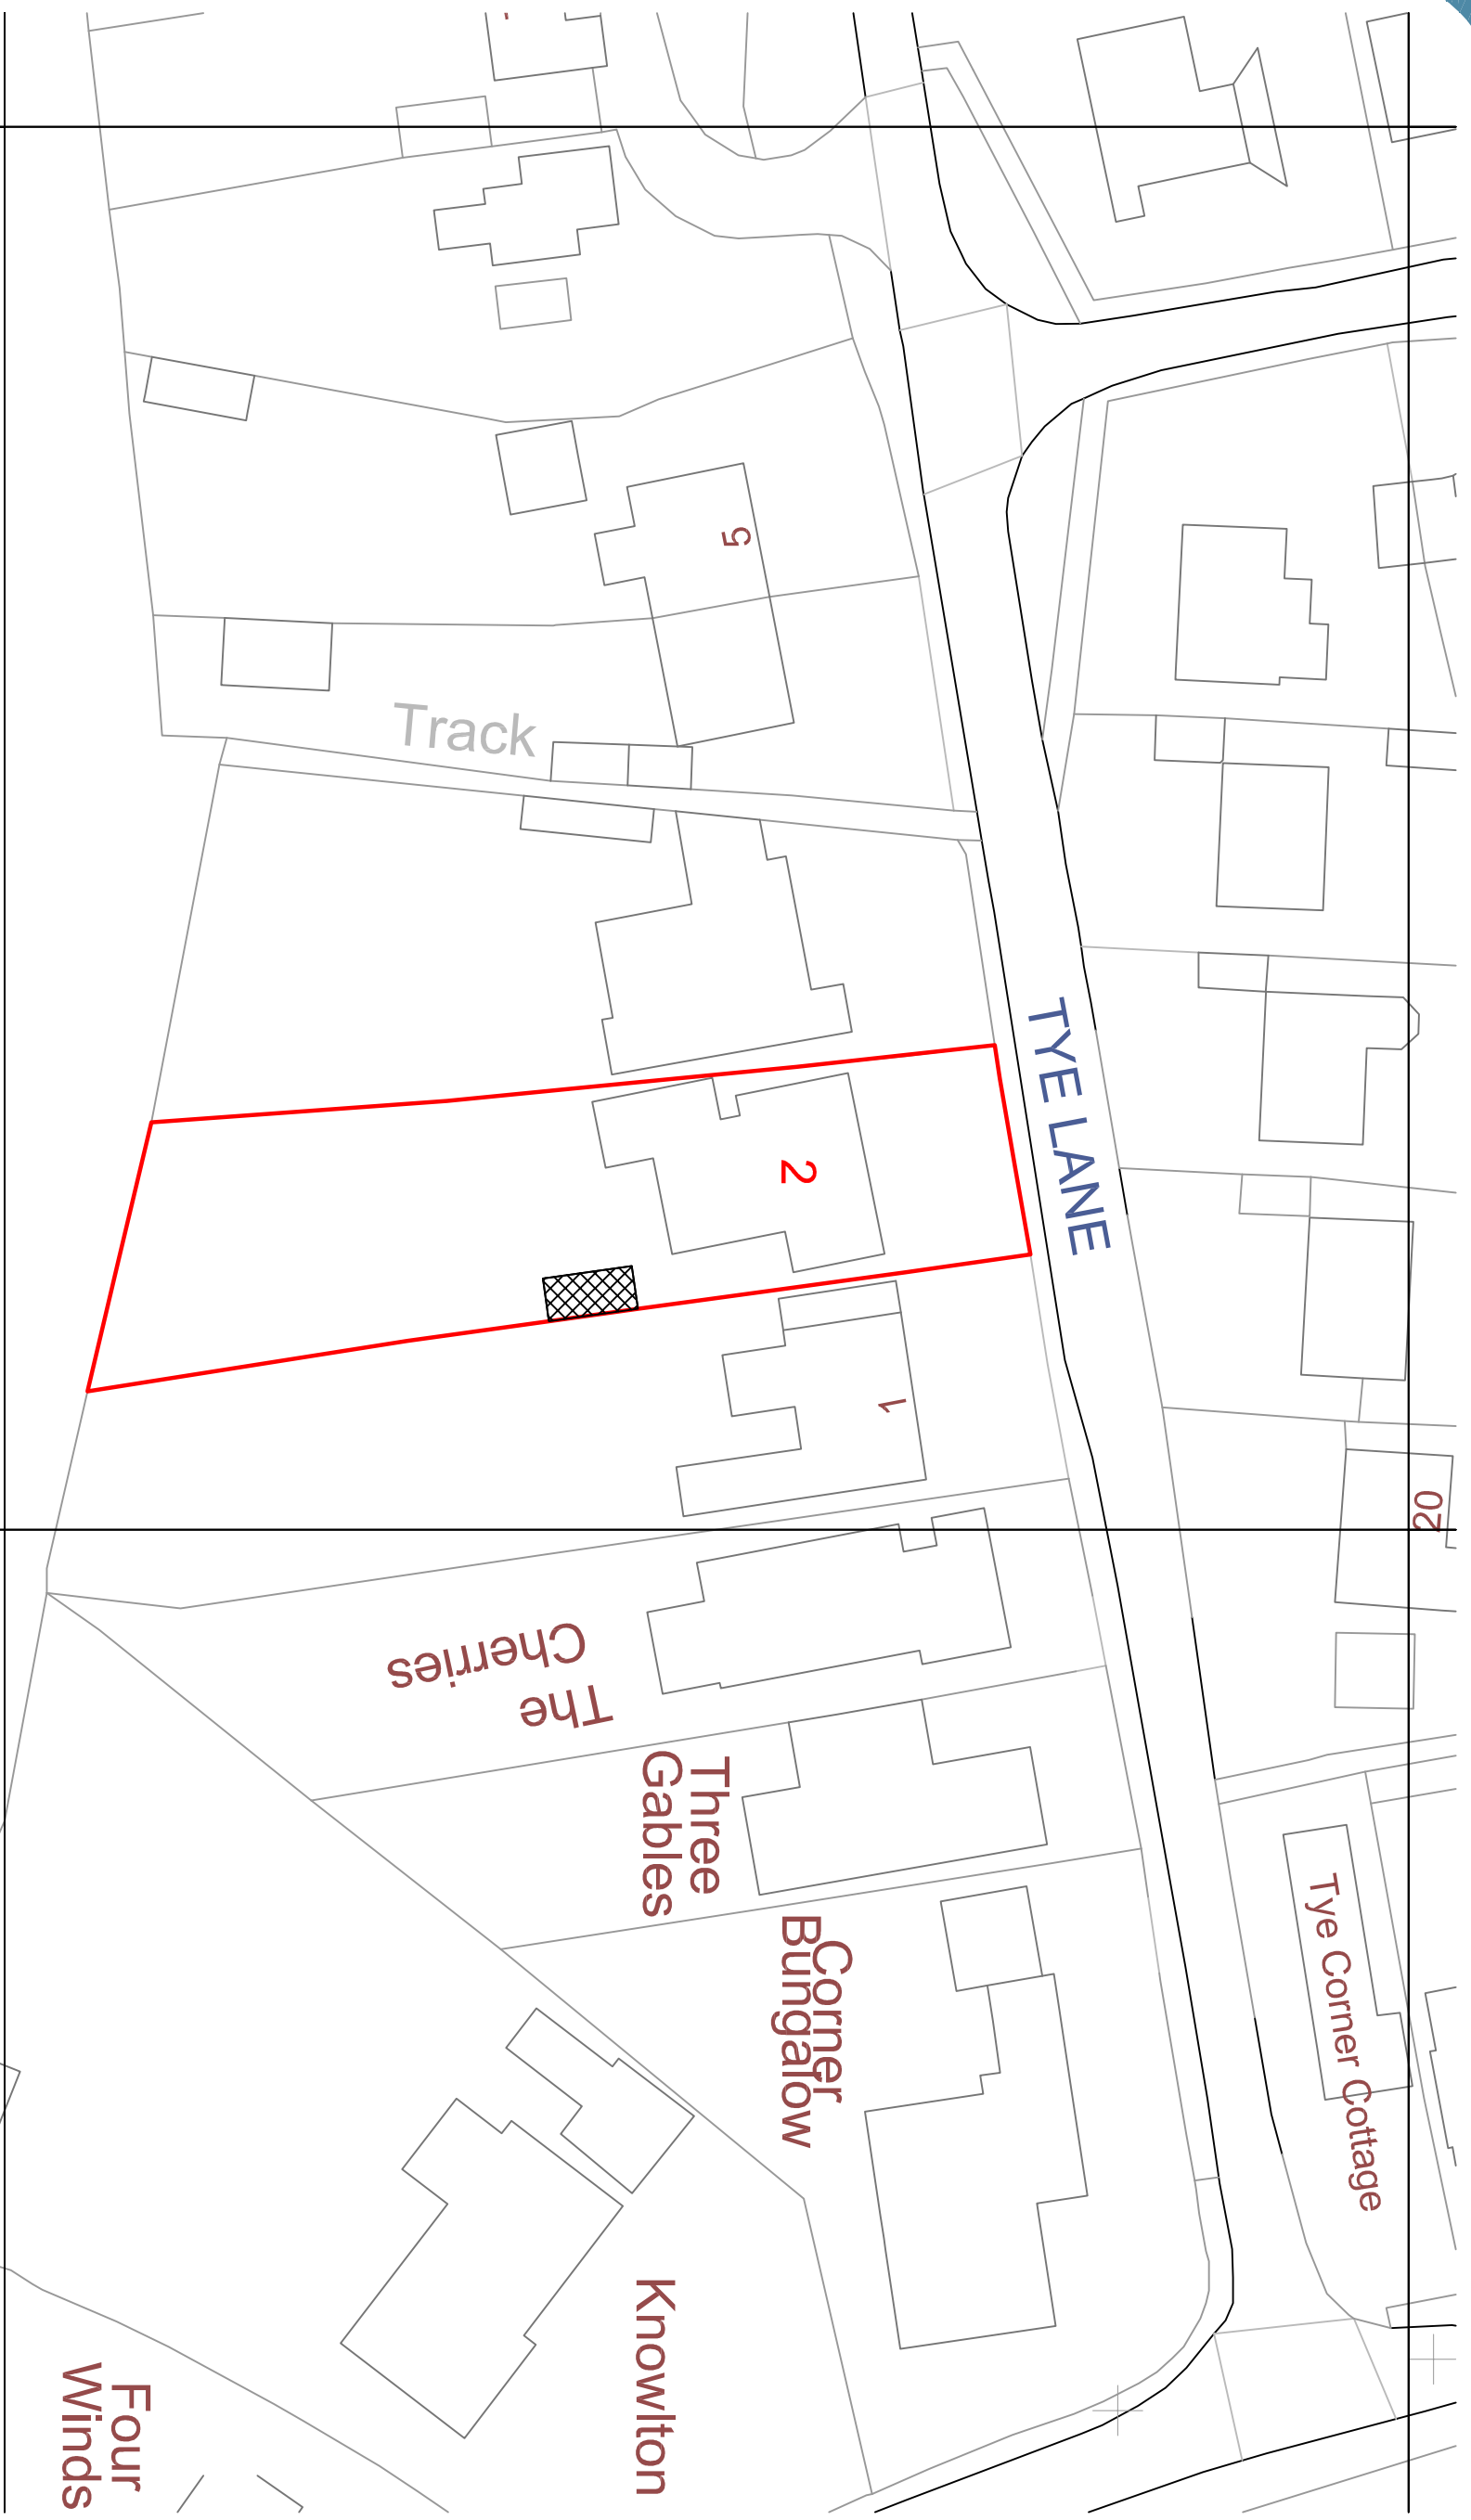 5
Track
TYE LANE
2
1
20
The
Cherries
Three
Gables
Corner
Bungalow
Tye Corner Cottage
Knowlton
Four
Winds